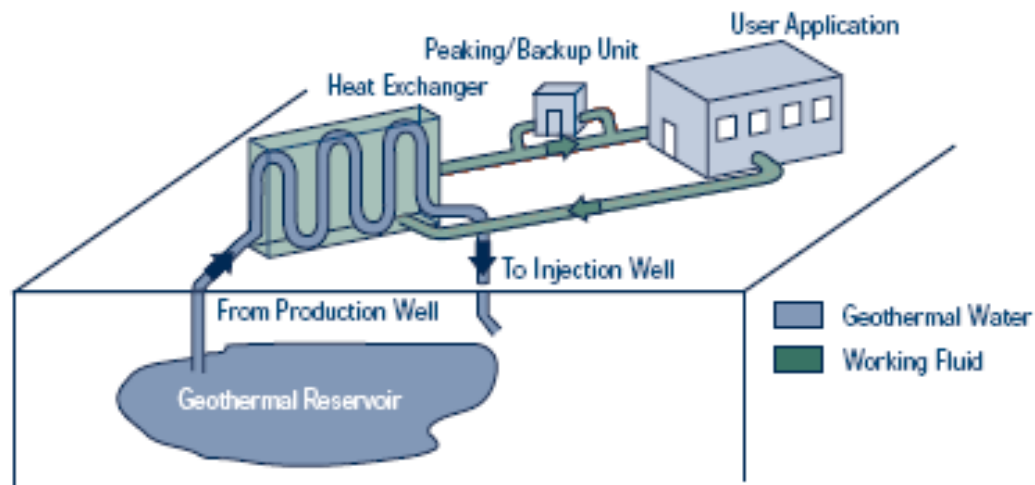 User Application
Peaking/Backup Unit
Heat Exchanger
To Injection Well
From Production Well
Geothermal Water
Working Fluid
Geothermal Reservoir